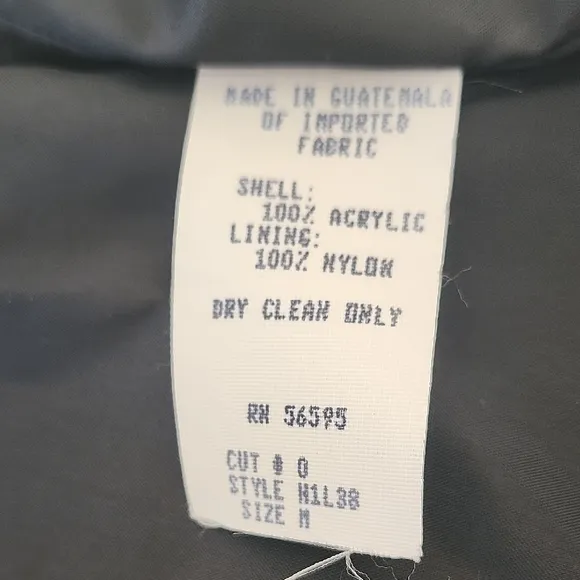 MADE IN GUATEMALA
OF IMPORTED
FABRIC
SHELL:
100% ACRYLIC
LINING:
100% NYLON
DRY CLEAN ONLY
RN 56595
CUT # 0
STYLE N1L38
SIZE M